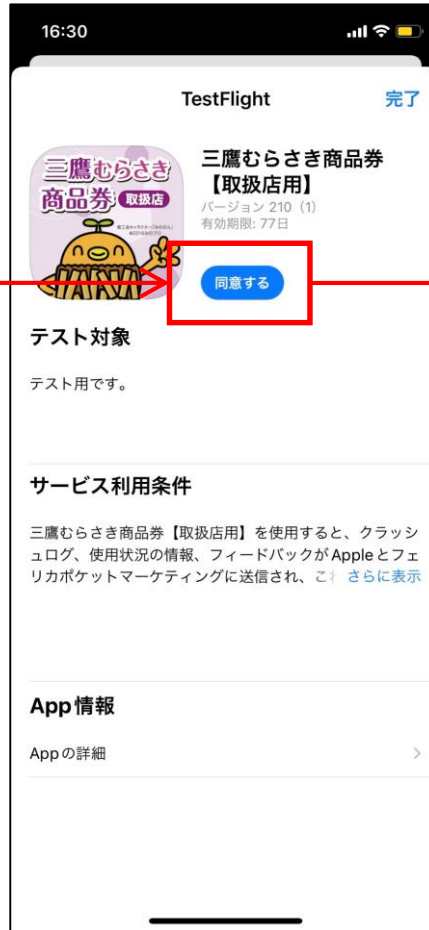 16:30
TestFlight
完了
三鷹むらさき
商品券 取扱店
三鷹むらさき商品券
【取扱店用】
バージョン 210（1）
有効期限: 77日
同意する
テスト対象
テスト用です。
サービス利用条件
三鷹むらさき商品券【取扱店用】を使用すると、クラッシ
ュログ、使用状況の情報、フィードバックがAppleとフェ
リカポケットマーケティングに送信され、こ さらに表示
App情報
Appの詳細